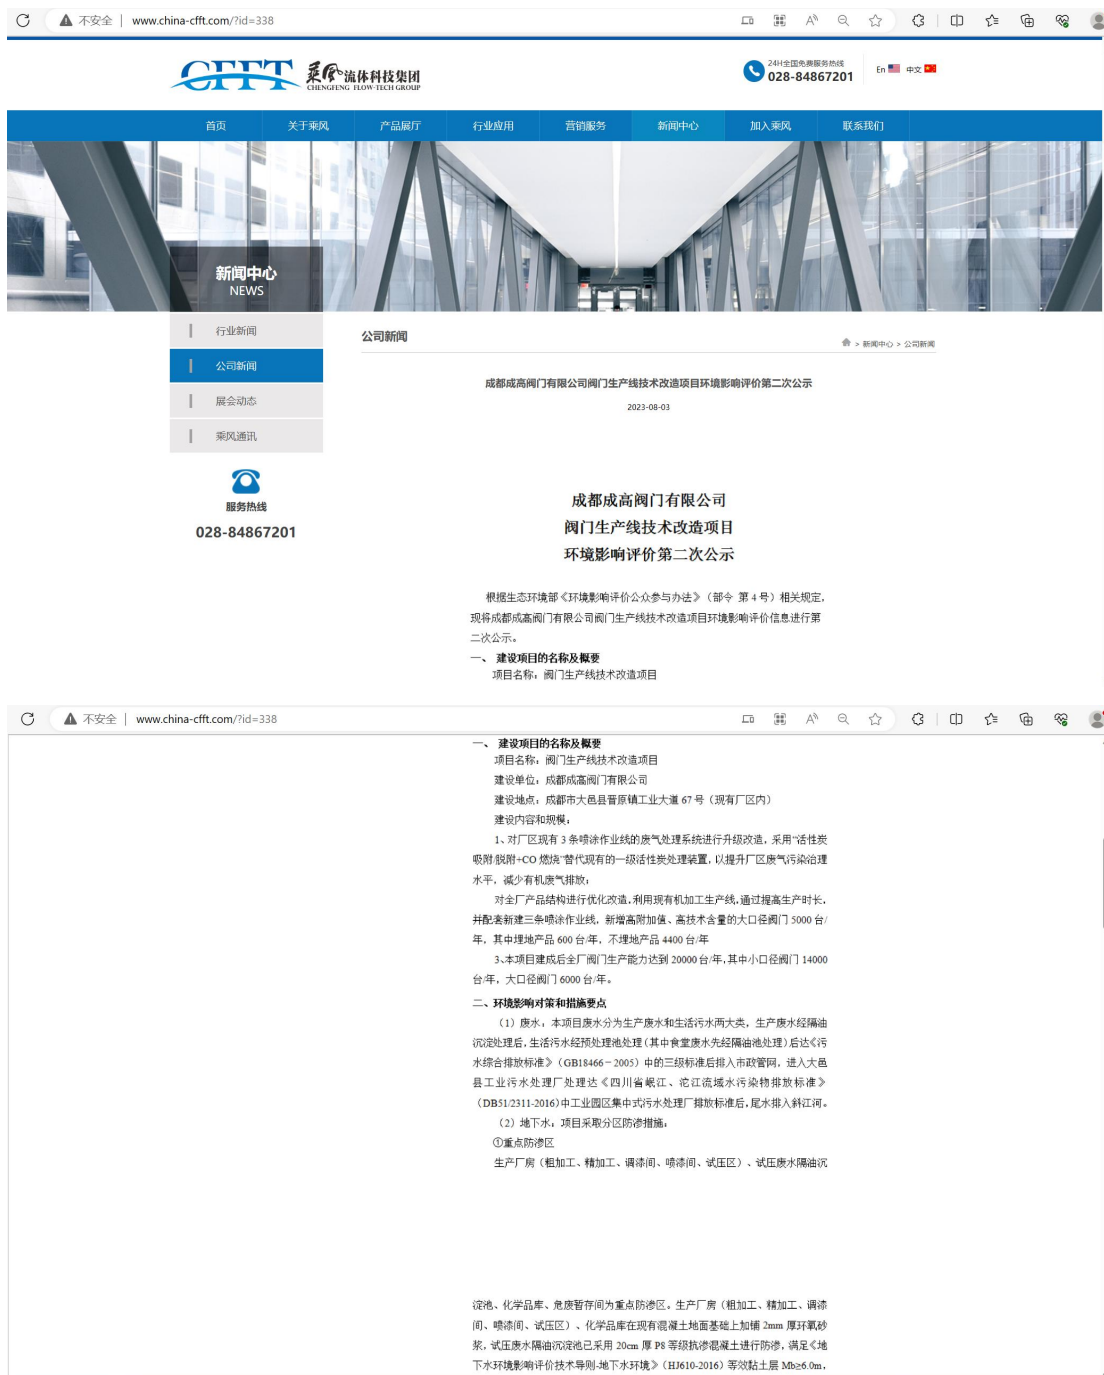 不安全 | www.china-cfft.com/?id=338
CFFT 乘风流体科技集团
CHENGFENG FLOW-TECH GROUP
24H全国免费服务热线
028-84867201
En 中文
首页 关于乘风 产品展厅 行业应用 营销服务 新闻中心 加入乘风 联系我们
新闻中心
NEWS
行业新闻
公司新闻
展会动态
乘风通讯
服务热线
028-84867201
公司新闻
> 新闻中心 > 公司新闻
成都成高阀门有限公司阀门生产线技术改造项目环境影响评价第二次公示
2023-08-03
成都成高阀门有限公司
阀门生产线技术改造项目
环境影响评价第二次公示
根据生态环境部《环境影响评价公众参与办法》（部令 第 4 号）相关规定，
现将成都成高阀门有限公司阀门生产线技术改造项目环境影响评价信息进行第
二次公示。
一、 建设项目的名称及概要
项目名称：阀门生产线技术改造项目
不安全 | www.china-cfft.com/?id=338
一、 建设项目的名称及概要
项目名称：阀门生产线技术改造项目
建设单位：成都成高阀门有限公司
建设地点：成都市大邑县晋原镇工业大道 67 号（现有厂区内）
建设内容和规模：
1、对厂区现有 3 条喷涂作业线的废气处理系统进行升级改造，采用“活性炭
吸附/脱附+CO 燃烧”替代现有的一级活性炭处理装置，以提升厂区废气污染治理
水平，减少有机废气排放；
对全厂产品结构进行优化改造，利用现有机加工生产线，通过提高生产时长，
并配套新建三条喷涂作业线，新增高附加值、高技术含量的大口径阀门 5000 台/
年，其中埋地产品 600 台/年，不埋地产品 4400 台/年
3、本项目建成后全厂阀门生产能力达到 20000 台/年，其中小口径阀门 14000
台/年，大口径阀门 6000 台/年。
二、环境影响对策和措施要点
（1）废水：本项目废水分为生产废水和生活污水两大类，生产废水经隔油
沉淀处理后，生活污水经预处理池处理（其中食堂废水先经隔油池处理）后达《污
水综合排放标准》（GB18466－2005）中的三级标准后排入市政管网，进入大邑
县工业污水处理厂处理达《四川省岷江、沱江流域水污染物排放标准》
（DB51/2311-2016）中工业园区集中式污水处理厂排放标准后，尾水排入斜江河。
（2）地下水：项目采取分区防渗措施：
①重点防渗区
生产厂房（粗加工、精加工、调漆间、喷漆间、试压区）、试压废水隔油沉
淀池、化学品库、危废暂存间为重点防渗区。生产厂房（粗加工、精加工、调漆
间、喷漆间、试压区）、化学品库在现有混凝土地面基础上加铺 2mm 厚环氧砂
浆，试压废水隔油沉淀池已采用 20cm 厚 P8 等级抗渗混凝土进行防渗，满足《地
下水环境影响评价技术导则-地下水环境》（HJ610-2016）等效黏土层 Mb≥6.0m，